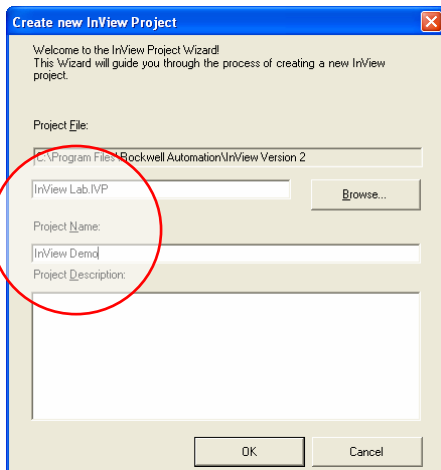 Create new InView Project
Welcome to the InView Project Wizard!
This Wizard will guide you through the process of creating a new InView
project.
Project File:
C:\Program Files\Rockwell Automation\InView Version 2
InView Lab.IVP
Browse...
Project Name:
InView Demo
Project Description:
OK
Cancel